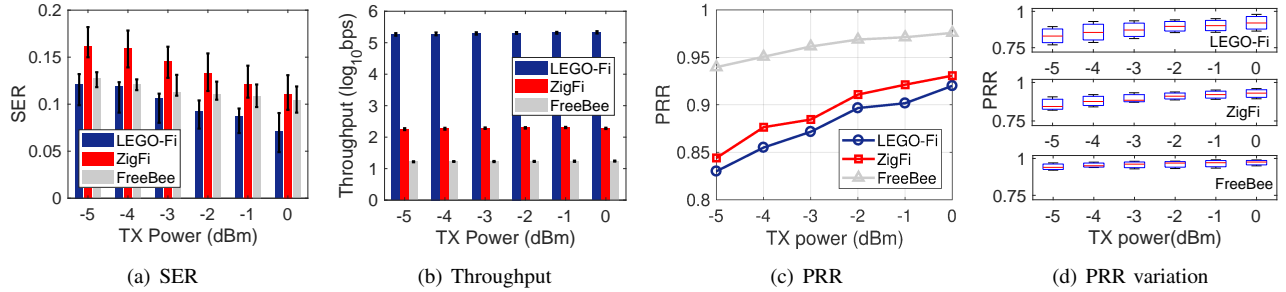 0.15
0.1
0.05
0
SER
LEGO-Fi
ZigFi
FreeBee
-5 -4 -3 -2 -1 0
TX Power (dBm)
(a) SER
6
5
4
3
2
1
0
Throughput (log10bps)
LEGO-Fi
ZigFi
FreeBee
-5 -4 -3 -2 -1 0
TX Power (dBm)
(b) Throughput
1
0.95
0.9
0.85
0.8
PRR
LEGO-Fi
ZigFi
FreeBee
-5 -4 -3 -2 -1 0
TX power (dBm)
(c) PRR
PRR
1
0.75
LEGO-Fi
-5 -4 -3 -2 -1 0
1
0.75
ZigFi
-5 -4 -3 -2 -1 0
1
0.75
FreeBee
-5 -4 -3 -2 -1 0
TX power(dBm)
(d) PRR variation